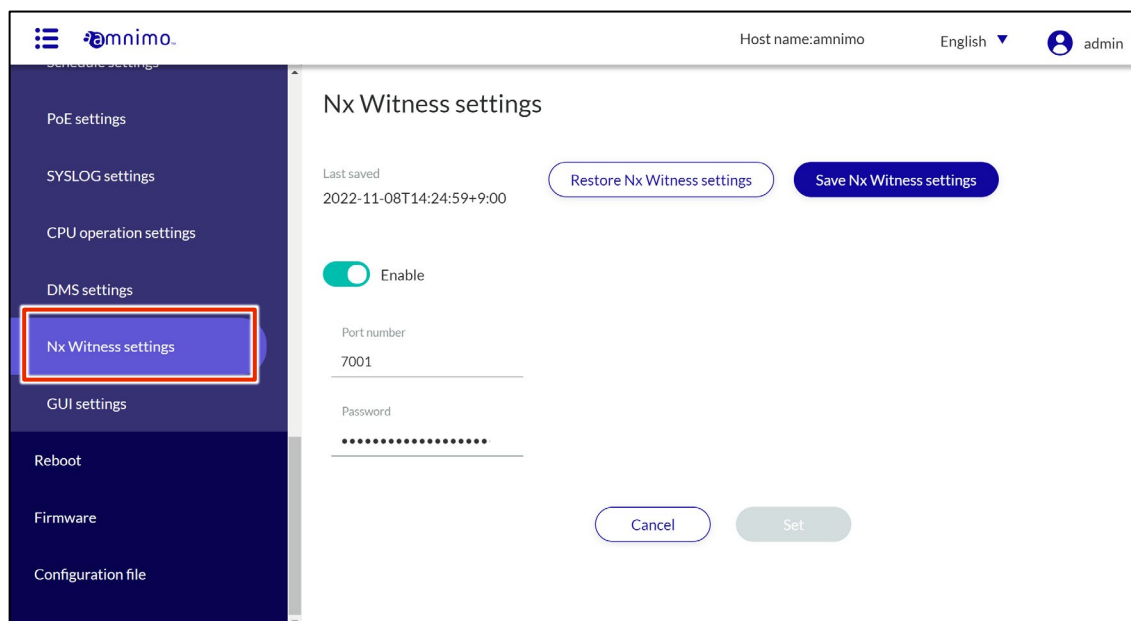 amnimo
Host name:amnimo
English
admin
Schedule settings
PoE settings
SYSLOG settings
CPU operation settings
DMS settings
Nx Witness settings
GUI settings
Reboot
Firmware
Configuration file
Nx Witness settings
Last saved
2022-11-08T14:24:59+9:00
Restore Nx Witness settings
Save Nx Witness settings
Enable
Port number
7001
Password
Cancel
Set